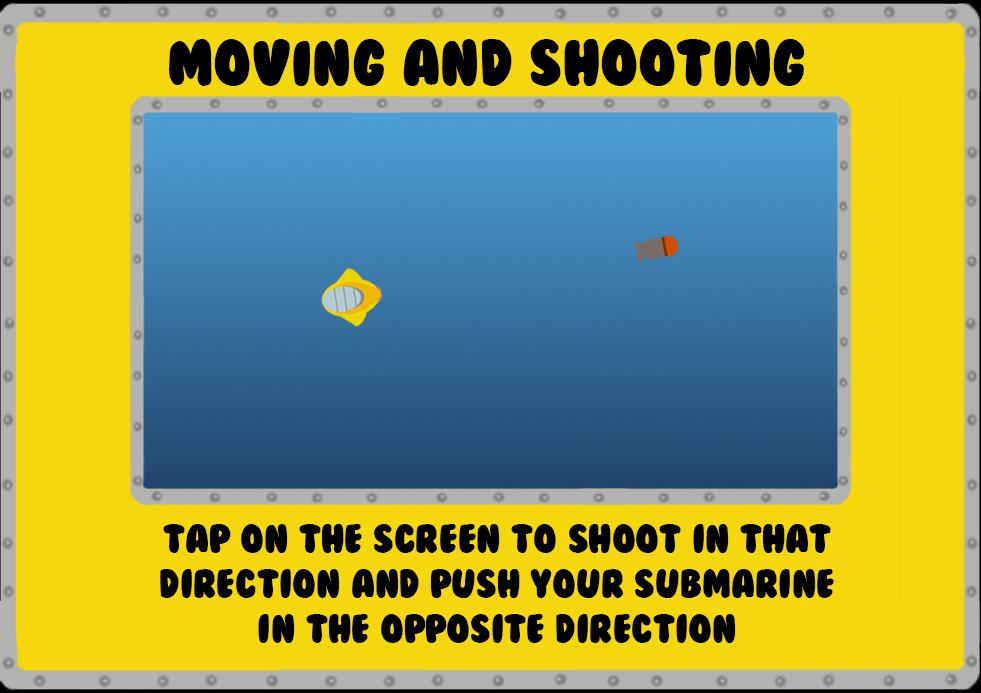 MOVING AND SHOOTING
TAP ON THE SCREEN TO SHOOT IN THAT
DIRECTION AND PUSH YOUR SUBMARINE
IN THE OPPOSITE DIRECTION